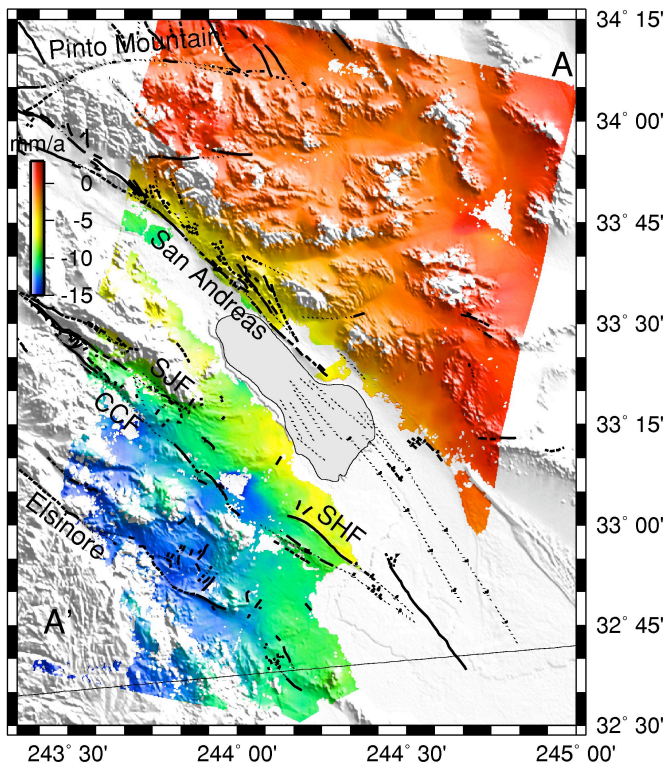 Pinto Mountain
A
mm/a
0
-5
-10
-15
San Andreas
SJF
CCF
Elsinore
SHF
A'
34° 15'
34° 00'
33° 45'
33° 30'
33° 15'
33° 00'
32° 45'
32° 30'
243° 30'
244° 00'
244° 30'
245° 00'